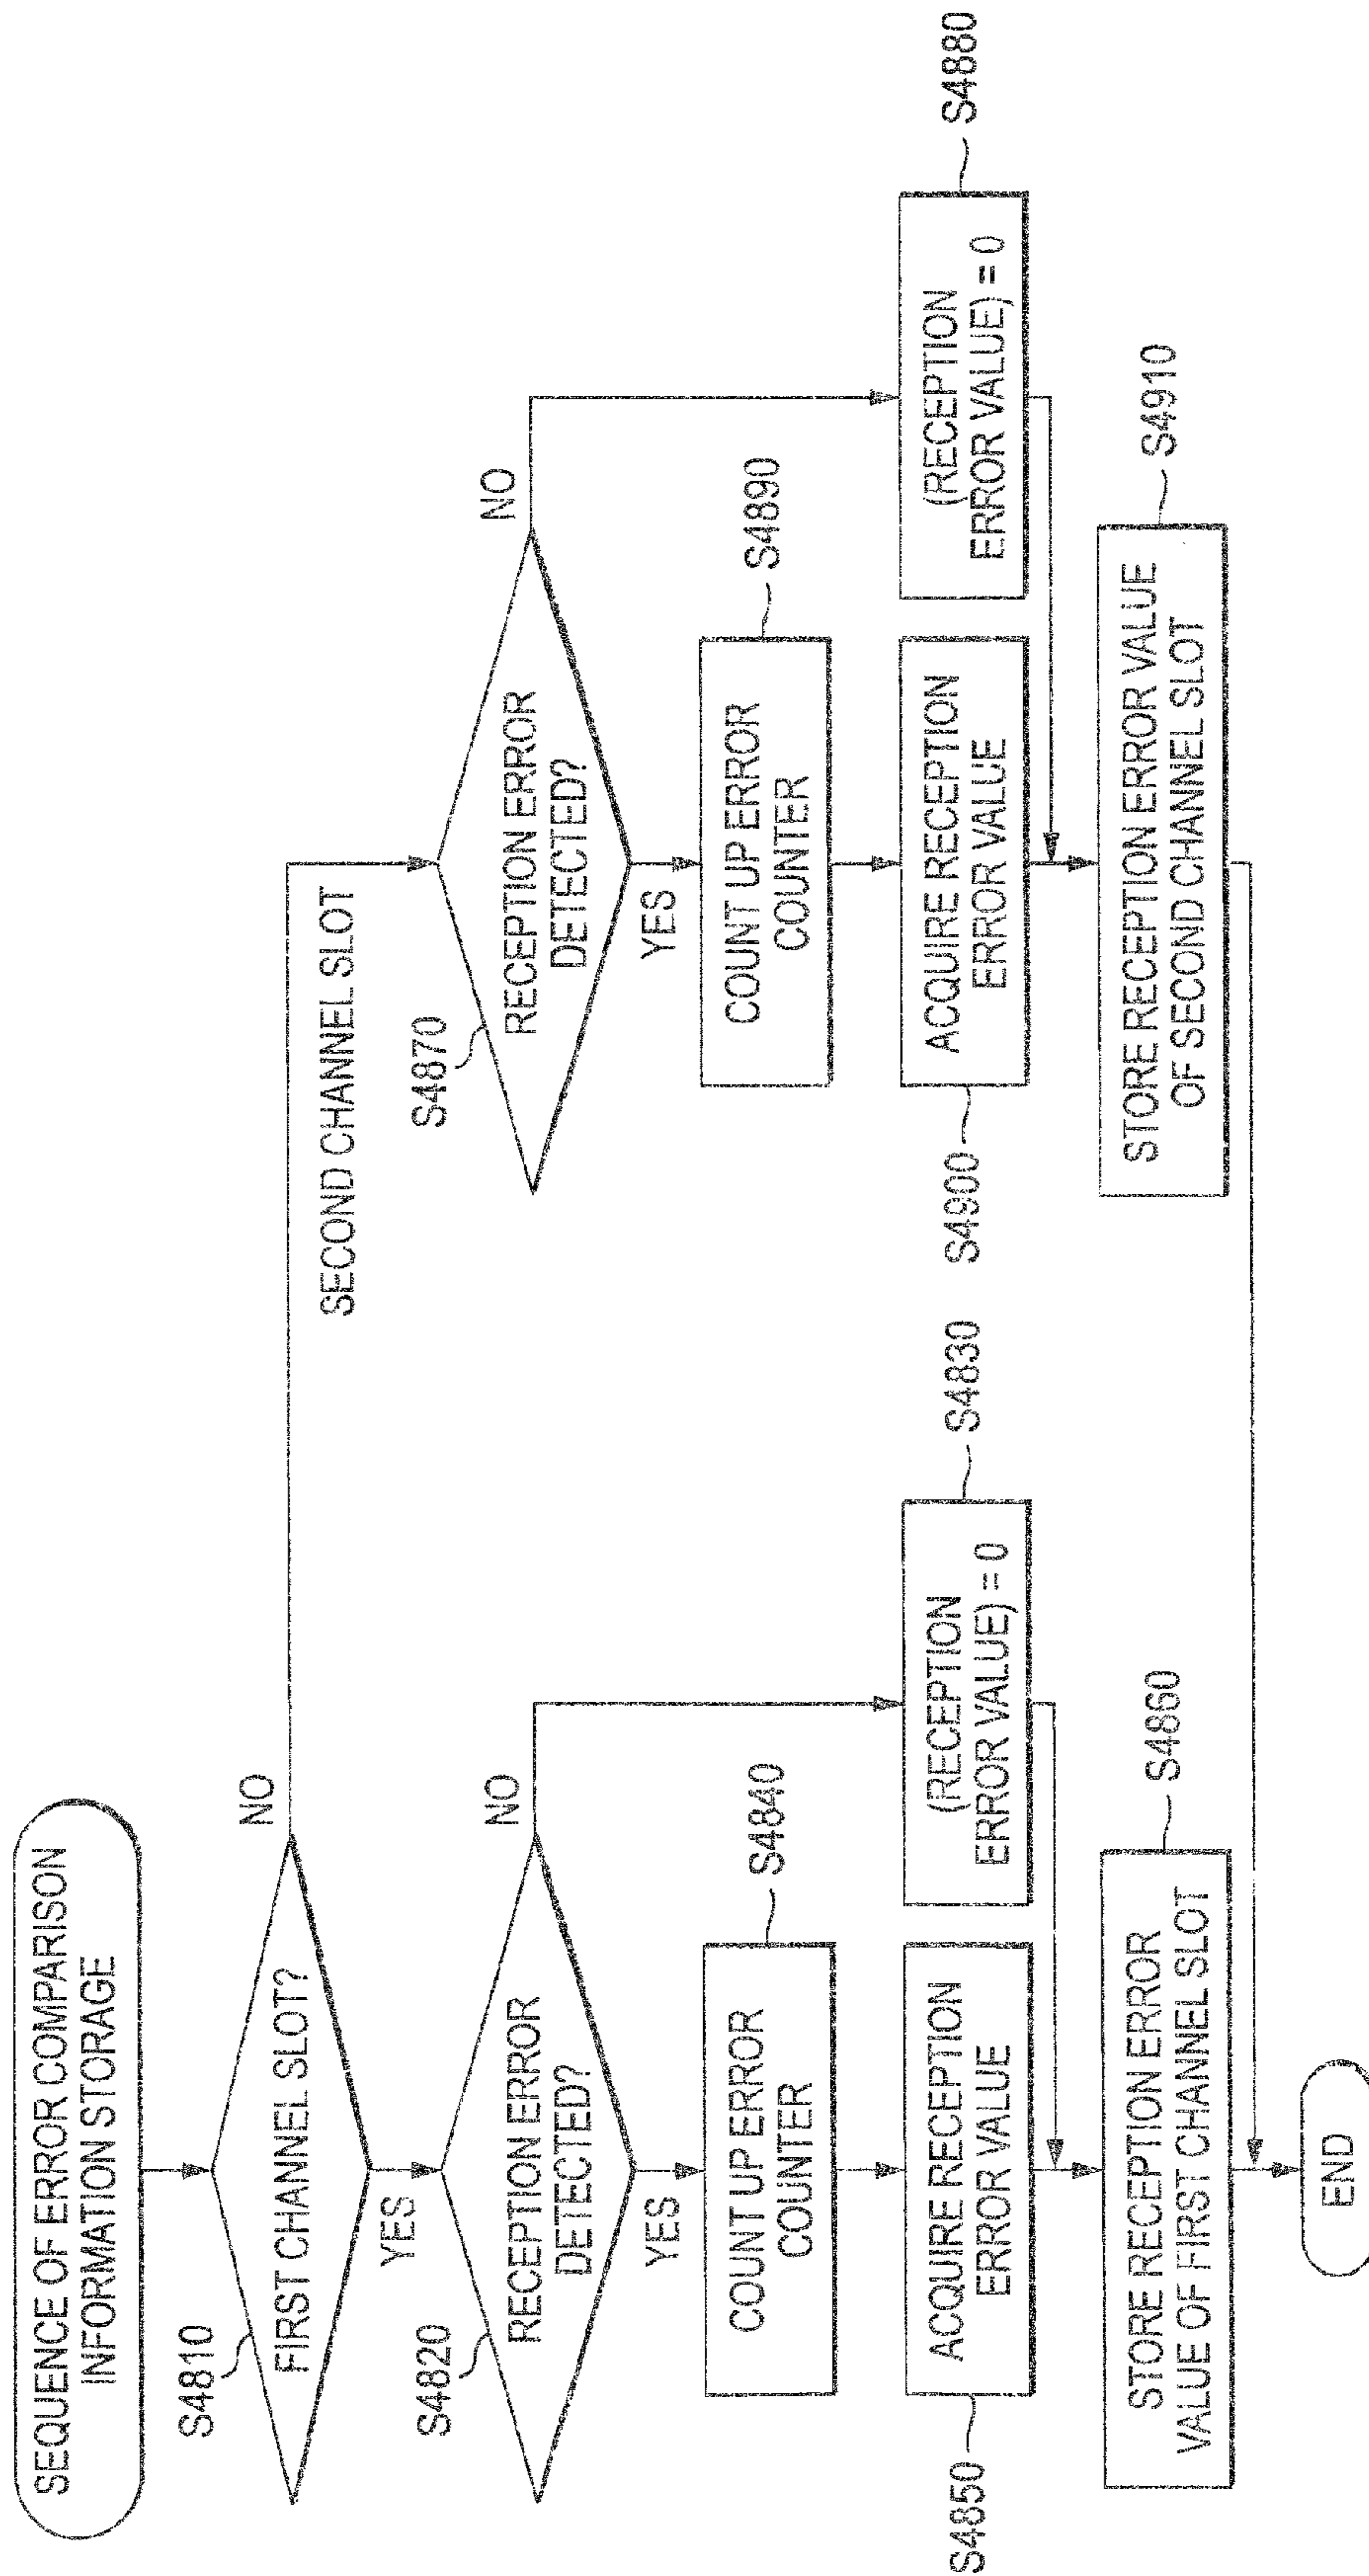 SEQUENCE OF ERROR COMPARISON
INFORMATION STORAGE
S4810
FIRST CHANNEL SLOT?
NO
YES
SECOND CHANNEL SLOT
S4820
RECEPTION ERROR
DETECTED?
NO
YES
S4840
COUNT UP ERROR
COUNTER
S4850
ACQUIRE RECEPTION
ERROR VALUE
(RECEPTION
ERROR VALUE) = 0
S4830
STORE RECEPTION ERROR
VALUE OF FIRST CHANNEL SLOT
S4860
S4870
RECEPTION ERROR
DETECTED?
NO
YES
S4890
COUNT UP ERROR
COUNTER
S4900
ACQUIRE RECEPTION
ERROR VALUE
(RECEPTION
ERROR VALUE) = 0
S4880
STORE RECEPTION ERROR VALUE
OF SECOND CHANNEL SLOT
S4910
END